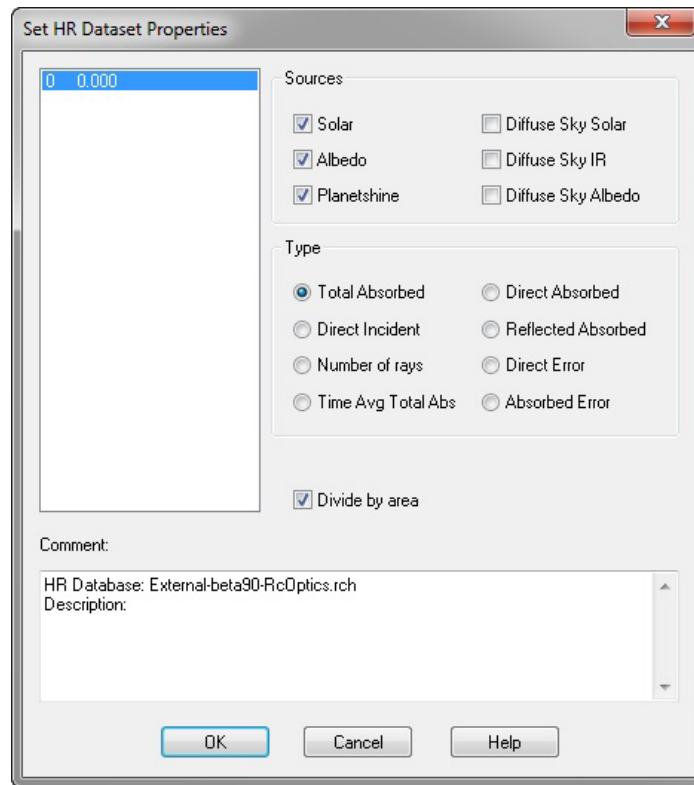 Set HR Dataset Properties
0 0.000
Sources
Solar
Diffuse Sky Solar
Albedo
Diffuse Sky IR
Planetshine
Diffuse Sky Albedo
Type
Total Absorbed
Direct Absorbed
Direct Incident
Reflected Absorbed
Number of rays
Direct Error
Time Avg Total Abs
Absorbed Error
Divide by area
Comment:
HR Database: External-beta90-RcOptics.rch
Description:
OK
Cancel
Help